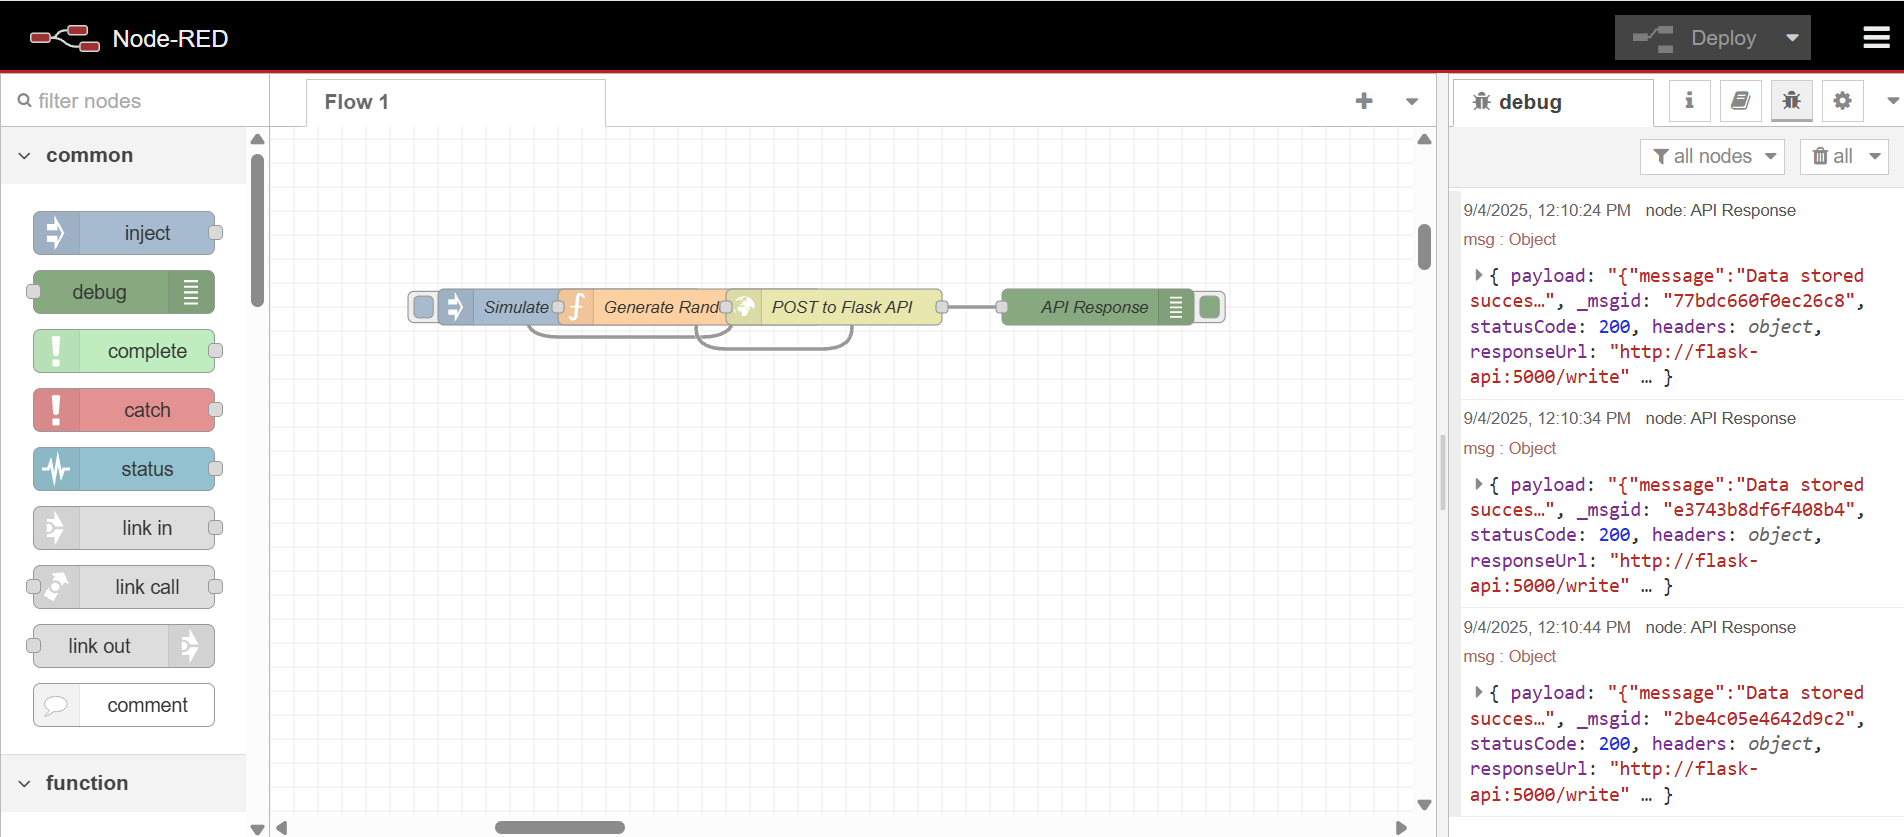 Node-RED
Deploy
filter nodes
Flow 1
debug
i
all nodes
all
common
inject
debug
complete
catch
status
link in
link call
link out
comment
function
Simulate
Generate Rand
POST to Flask API
API Response
9/4/2025, 12:10:24 PM node: API Response
msg : Object
{ payload: "{"message":"Data stored
succes…", _msgid: "77bdc660f0ec26c8",
statusCode: 200, headers: object,
responseUrl: "http://flask-
api:5000/write" … }
9/4/2025, 12:10:34 PM node: API Response
msg : Object
{ payload: "{"message":"Data stored
succes…", _msgid: "e3743b8df6f408b4",
statusCode: 200, headers: object,
responseUrl: "http://flask-
api:5000/write" … }
9/4/2025, 12:10:44 PM node: API Response
msg : Object
{ payload: "{"message":"Data stored
succes…", _msgid: "2be4c05e4642d9c2",
statusCode: 200, headers: object,
responseUrl: "http://flask-
api:5000/write" … }